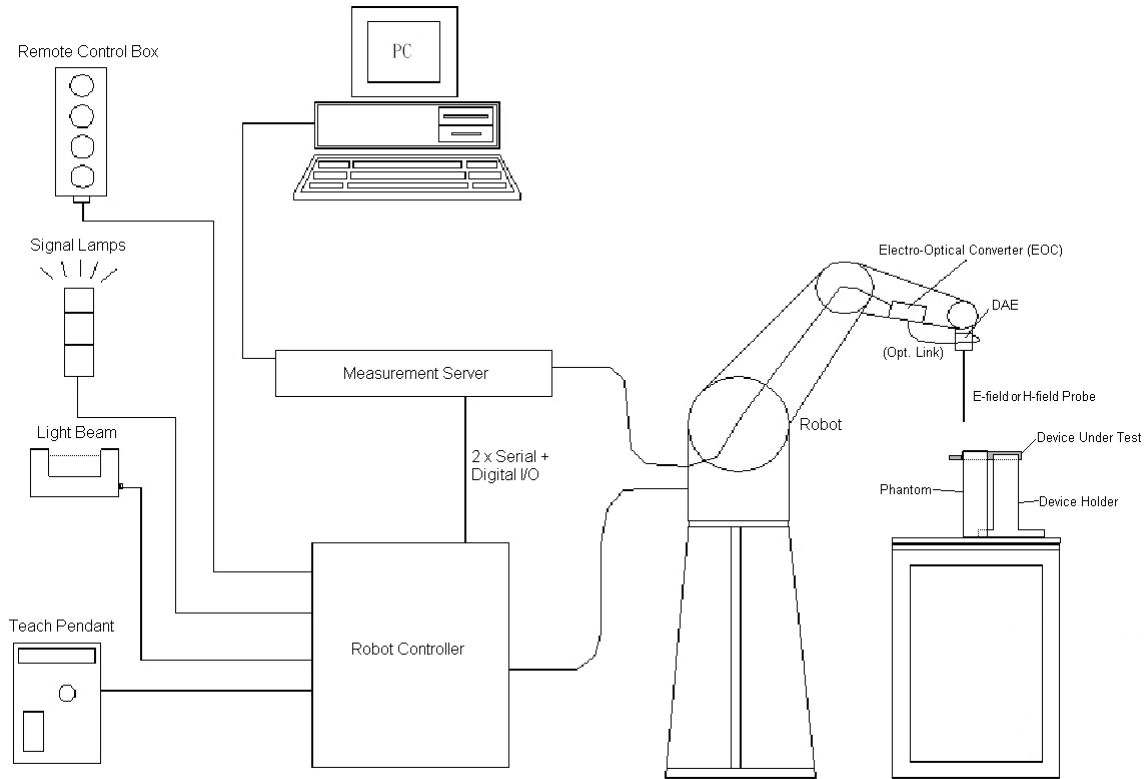 Remote Control Box
PC
Signal Lamps
Electro-Optical Converter (EOC)
DAE
(Opt. Link)
Measurement Server
E-field or H-field Probe
Robot
Light Beam
Device Under Test
2 x Serial +
Digital I/O
Phantom
Device Holder
Teach Pendant
Robot Controller